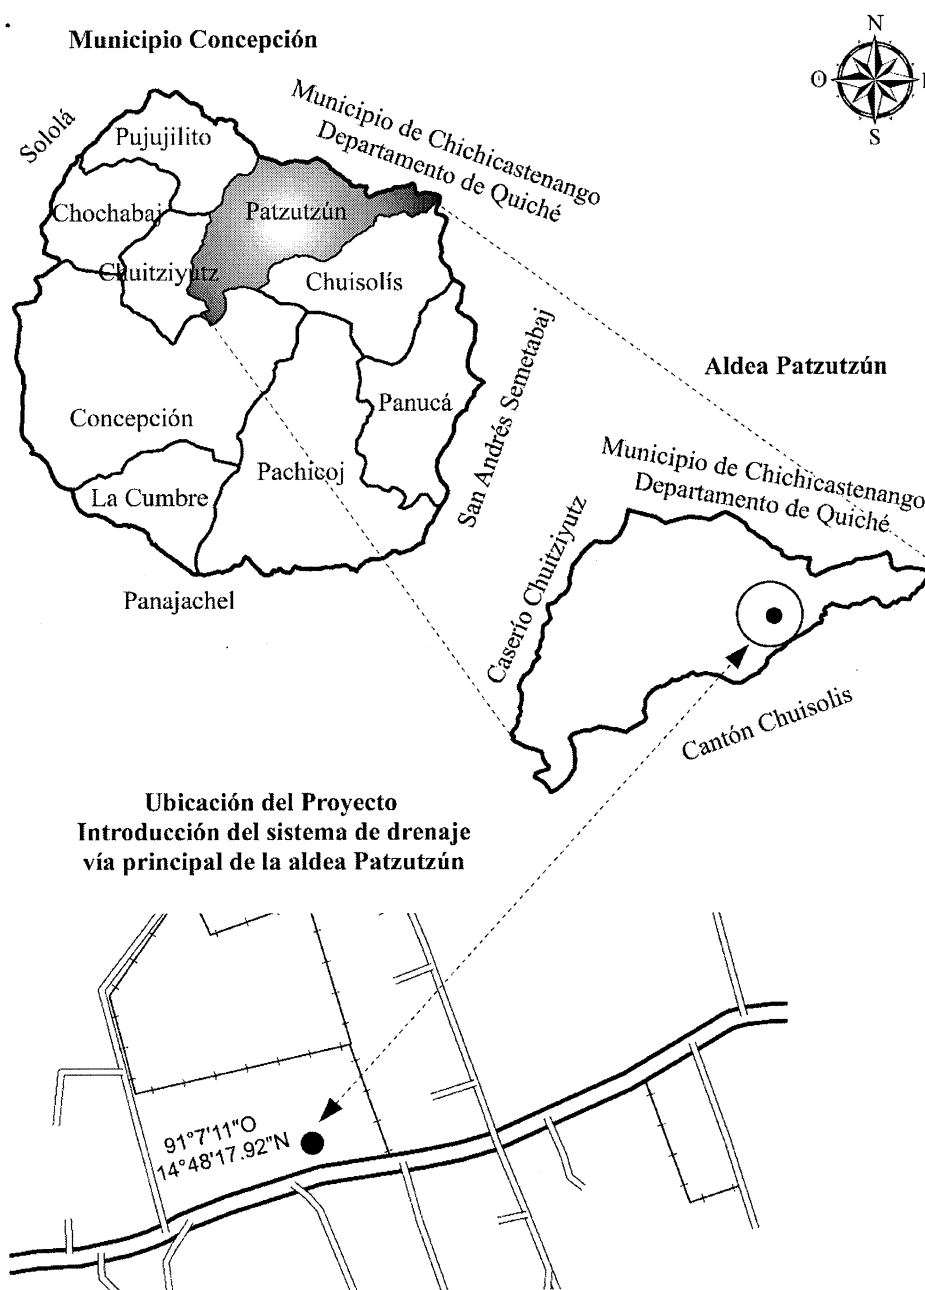 Municipio Concepción
N
O
S
Sololá
Municipio de Chichicastenango
Departamento de Quiché
Pujujilito
Chochabaj
Patzutzún
Chuitziyutz
Chuisolís
San Andrés Semetabaj
Concepción
Panucá
Pachicoj
La Cumbre
Panajachel
Aldea Patzutzún
Municipio de Chichicastenango
Departamento de Quiché
Caserío Chuitziyutz
Cantón Chuisolis
Ubicación del Proyecto
Introducción del sistema de drenaje
vía principal de la aldea Patzutzún
91°7'11"O
14°48'17.92"N